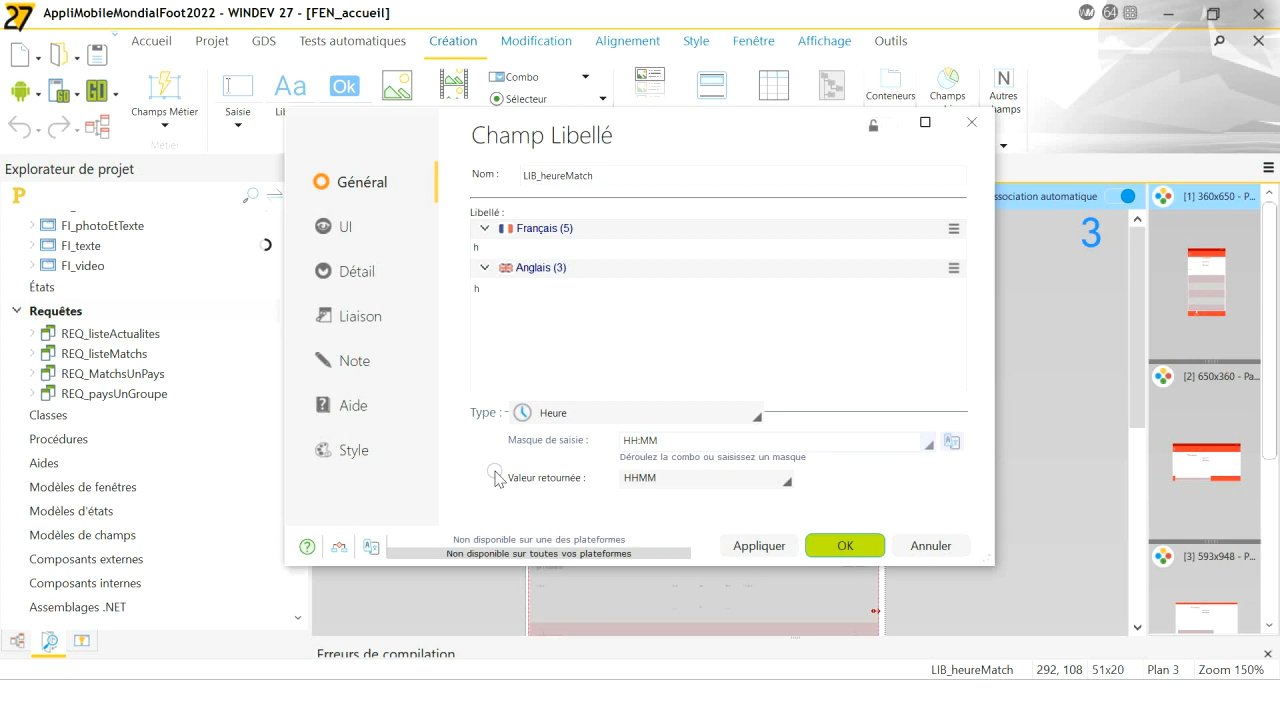 27 AppliMobileMondialFoot2022 - WINDEV 27 - [FEN_accueil]
WM 64
Accueil Projet GDS Tests automatiques Création Modification Alignement Style Fenêtre Affichage Outils
GO
Aa Ok Combo
Sélecteur
N
Champs Métier Saisie Conteneurs Champs Autres
Métier
Explorateur de projet
P
FI_photoEtTexte
FI_texte
FI_video
États
Requêtes
REQ_listeActualites
REQ_listeMatchs
REQ_MatchsUnPays
REQ_paysUnGroupe
Classes
Procédures
Aides
Modèles de fenêtres
Modèles d'états
Modèles de champs
Composants externes
Composants internes
Assemblages .NET
Champ Libellé
Général
UI
Détail
Liaison
Note
Aide
Style
Nom : LIB_heureMatch
Libellé :
Français (5)
h
Anglais (3)
h
Type : Heure
Masque de saisie : HH:MM
Déroulez la combo ou saisissez un masque
Valeur retournée : HHMM
Non disponible sur une des plateformes
Non disponible sur toutes vos plateformes
Appliquer OK Annuler
automatique
3
[1] 360x650 - P...
[2] 650x360 - Pa...
[3] 593x948 - P...
Erreurs de compilation
LIB_heureMatch 292, 108 51x20 Plan 3 Zoom 150%